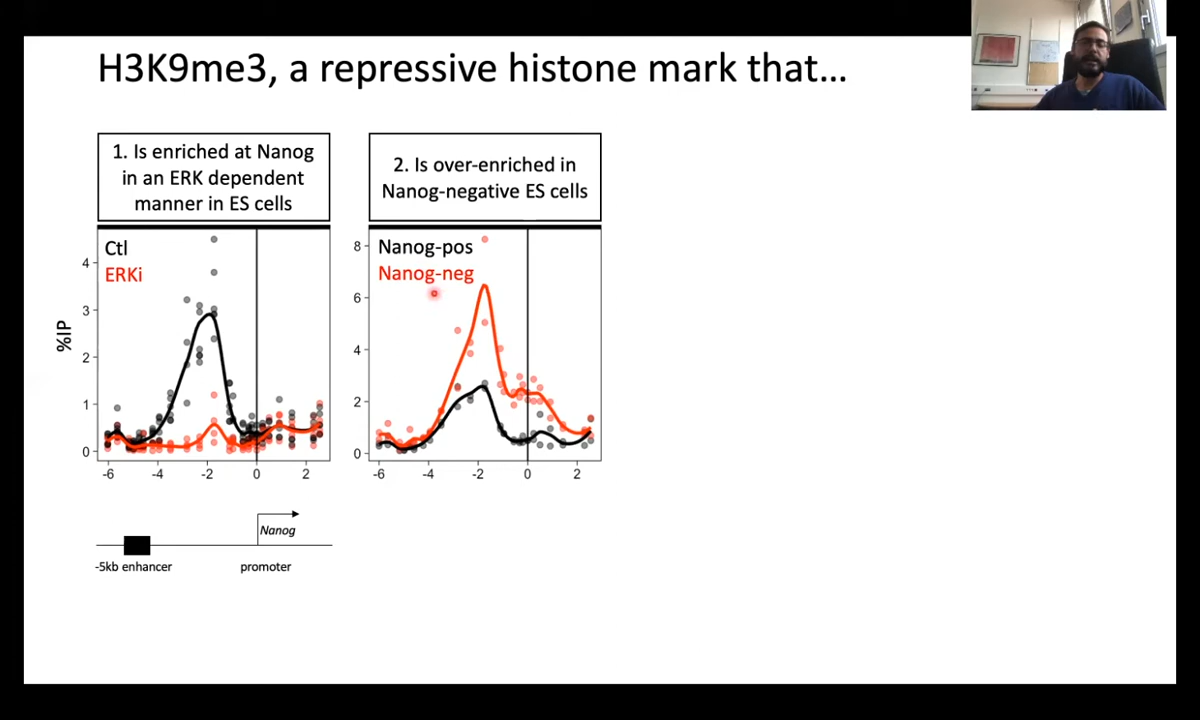 H3K9me3, a repressive histone mark that...
1. Is enriched at Nanog
in an ERK dependent
manner in ES cells
2. Is over-enriched in
Nanog-negative ES cells
Ctl
ERKi
%IP
4
3
2
1
0
-6 -4 -2 0 2
Nanog-pos
Nanog-neg
8
6
4
2
0
-6 -4 -2 0 2
Nanog
-5kb enhancer
promoter